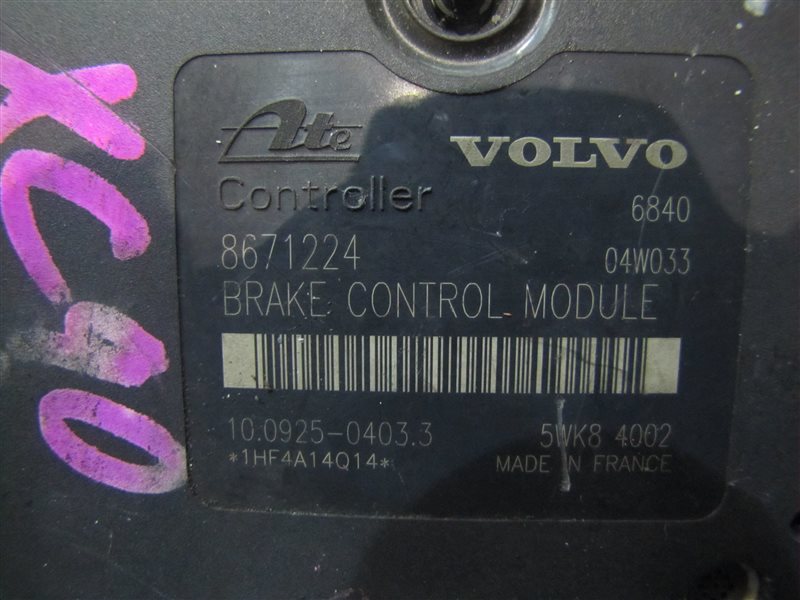 XC90
Ate VOLVO
Controller 6840
8671224 04W033
BRAKE CONTROL MODULE
10.0925-0403.3 5WK8 4002
*1HF4A14Q14* MADE IN FRANCE